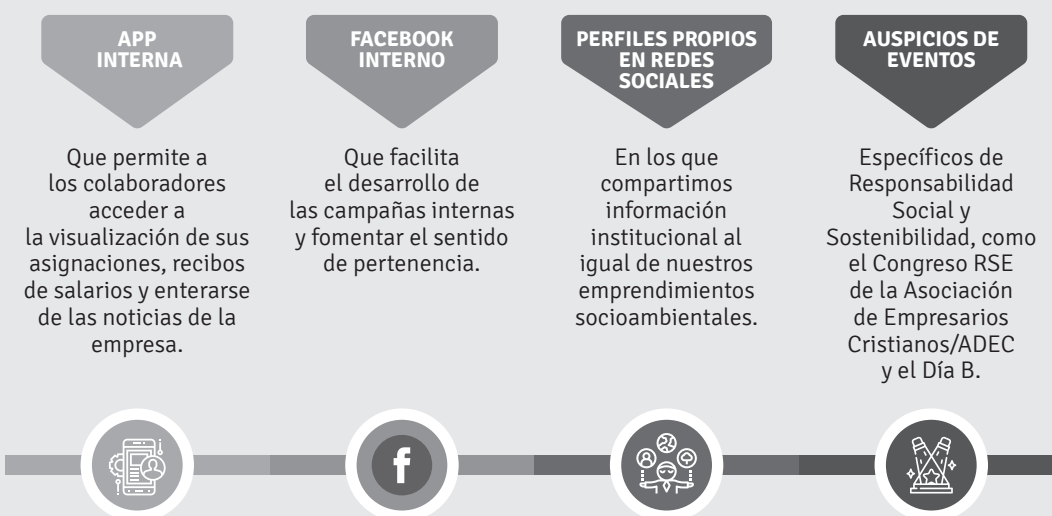 APP
INTERNA
Que permite a
los colaboradores
acceder a
la visualización de sus
asignaciones, recibos
de salarios y enterarse
de las noticias de la
empresa.
FACEBOOK
INTERNO
Que facilita
el desarrollo de
las campañas internas
y fomentar el sentido
de pertenencia.
PERFILES PROPIOS
EN REDES
SOCIALES
En los que
compartimos
información
institucional al
igual de nuestros
emprendimientos
socioambientales.
AUSPICIOS DE
EVENTOS
Específicos de
Responsabilidad
Social y
Sostenibilidad, como
el Congreso RSE
de la Asociación
de Empresarios
Cristianos/ADEC
y el Día B.
f